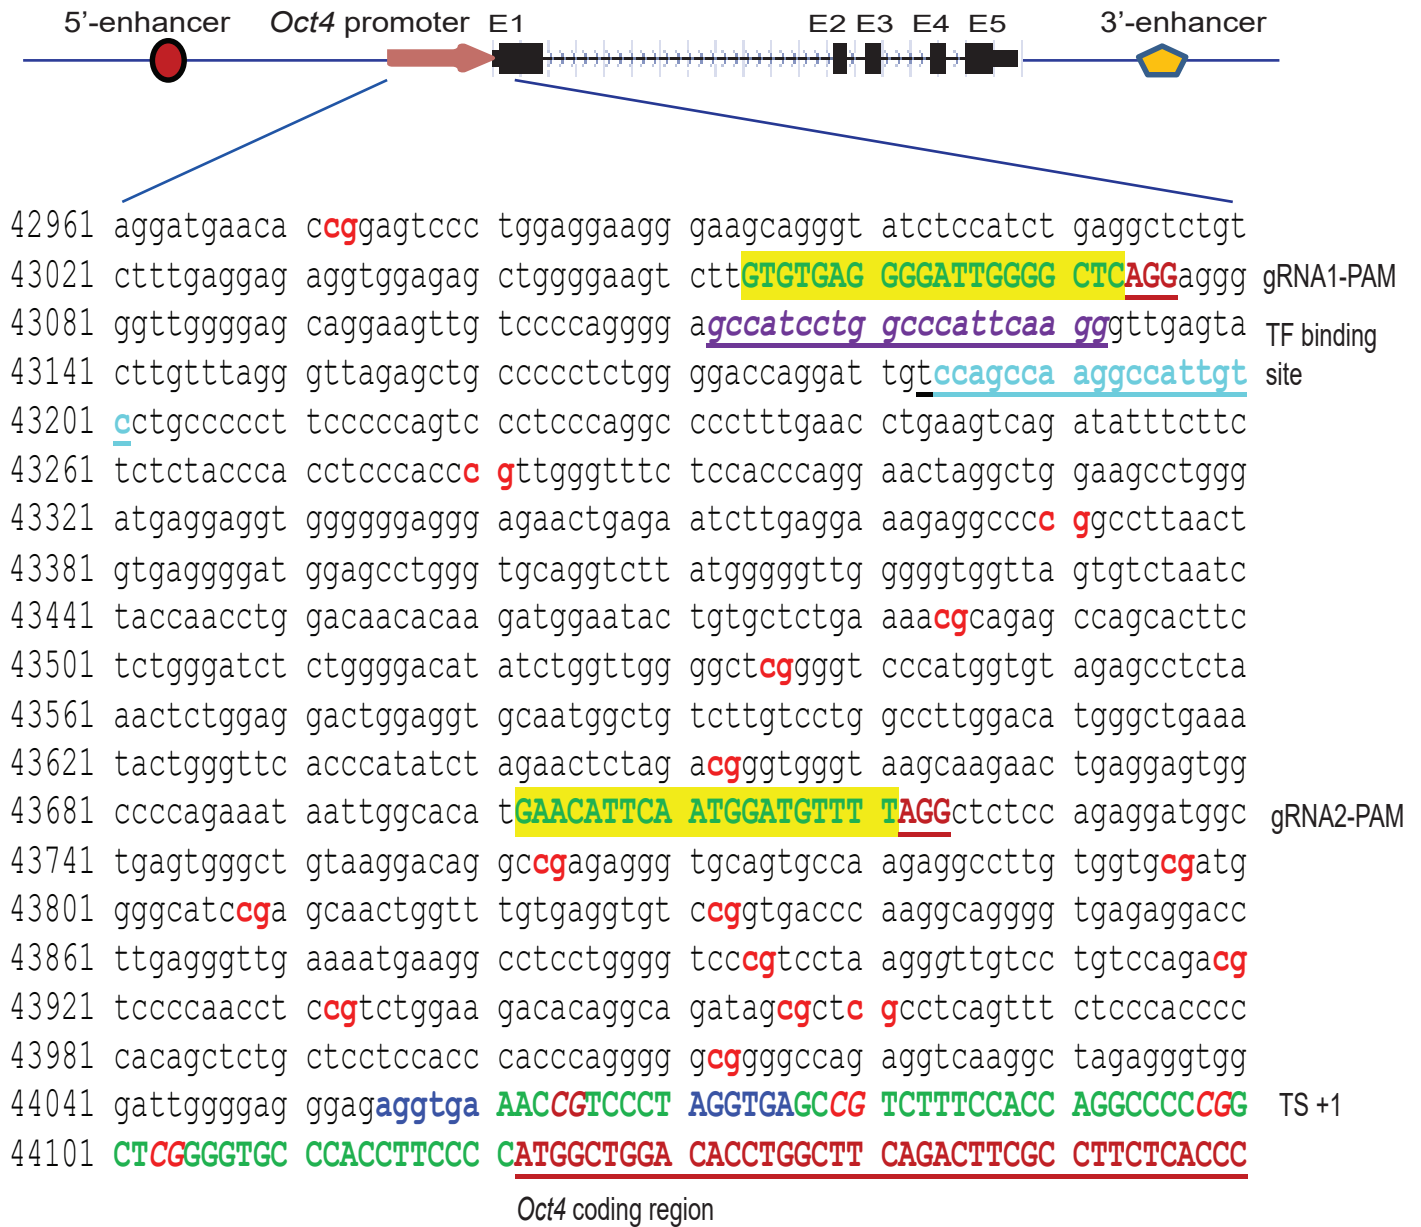 5’-enhancer Oct4 promoter E1 E2 E3 E4 E5 3’-enhancer
42961 aggatgaaca ccggagtccc tggaggaagg gaagcagggt atctccatct gaggctctgt
43021 ctttgaggag aggtggagag ctggggaagt cttGTGTGAG GGGATTGGGG CTCAGGaggg gRNA1-PAM
43081 ggttggggag caggaagttg tccccagggg agccatcctg gcccattcaa gggttgagta TF binding
43141 cttgtttagg gttagagctg ccccctctgg ggaccaggat tgtccagcca aggccattgt site
43201 cctgccccct tcccccagtc cctcccaggc ccctttgaac ctgaagtcag atatttcttc
43261 tctctaccca cctcccaccc gttgggtttc tccacccagg aactaggctg gaagcctggg
43321 atgaggaggt ggggggaggg agaactgaga atcttgagga aagaggcccc ggccttaact
43381 gtgaggggat ggagcctggg tgcaggtctt atgggggttg ggggtggtta gtgtctaatc
43441 taccaacctg gacaacacaa gatggaatac tgtgctctga aaacgcagag ccagcacttc
43501 tctgggatct ctggggacat atctggttgg ggctcggggt cccatggtgt agagcctcta
43561 aactctggag gactggaggt gcaatggctg tcttgtcctg gccttggaca tgggctgaaa
43621 tactgggttc acccatatct agaactctag acgggtgggt aagcaagaac tgaggagtgg
43681 ccccagaaat aattggcaca tGAACATTCA ATGGATGTTT TAGGctctcc agaggatggc gRNA2-PAM
43741 tgagtgggct gtaaggacag gccgagaggg tgcagtgcca agaggccttg tggtgcgatg
43801 gggcatccga gcaactggtt tgtgaggtgt ccggtgaccc aaggcagggg tgagaggacc
43861 ttgagggttg aaaatgaagg cctcctgggg tcccgtccta agggttgtcc tgtccagacg
43921 tccccaacct ccgtctggaa gacacaggca gatagcgctc gcctcagttt ctcccacccc
43981 cacagctctg ctcctccacc cacccagggg gcggggccag aggtcaaggc tagagggtgg
44041 gattggggag ggagaggtga AACCGTCCCT AGGTGAGCCG TCTTTCCACC AGGCCCCCGG TS +1
44101 CTCGGGGTGC CCACCTTCCCC CATGGCTGGA CACCTGGCTT CAGACTTCGCC CTTCTCACCC
Oct4 coding region